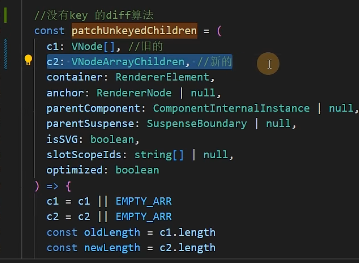 //没有key 的diff算法
const patchUnkeyedChildren = (
c1: VNode[], //旧的
c2: VNodeArrayChildren, //新的
container: RendererElement,
anchor: RendererNode | null,
parentComponent: ComponentInternalInstance | null,
parentSuspense: SuspenseBoundary | null,
isSVG: boolean,
slotScopeIds: string[] | null,
optimized: boolean
) => {
c1 = c1 || EMPTY_ARR
c2 = c2 || EMPTY_ARR
const oldLength = c1.length
const newLength = c2.length